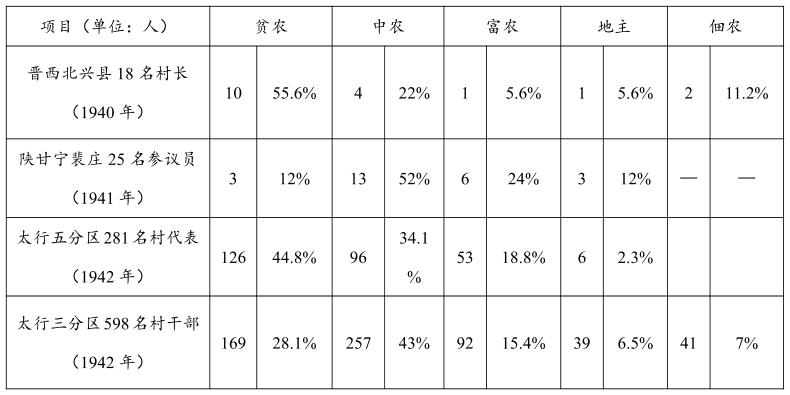 项目（单位：人） 贫农 中农 富农 地主 佃农
晋西北兴县 18 名村长
（1940 年）
10 55.6% 4 22% 1 5.6% 1 5.6% 2 11.2%
陕甘宁裴庄 25 名参议员
（1941 年）
3 12% 13 52% 6 24% 3 12% — —
太行五分区 281 名村代表
（1942 年）
126 44.8% 96 34.1% 53 18.8% 6 2.3%
太行三分区 598 名村干部
（1942 年）
169 28.1% 257 43% 92 15.4% 39 6.5% 41 7%